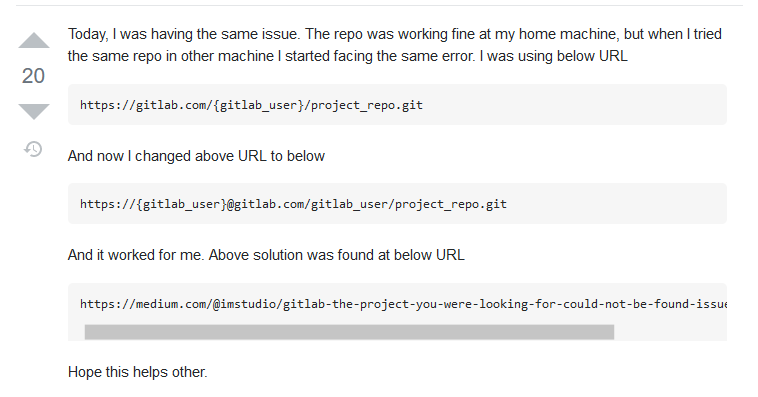 Today, I was having the same issue. The repo was working fine at my home machine, but when I tried
the same repo in other machine I started facing the same error. I was using below URL
20
https://gitlab.com/{gitlab_user}/project_repo.git
And now I changed above URL to below
https://{gitlab_user}@gitlab.com/gitlab_user/project_repo.git
And it worked for me. Above solution was found at below URL
https://medium.com/@imstudio/gitlab-the-project-you-were-looking-for-could-not-be-found-issue
Hope this helps other.